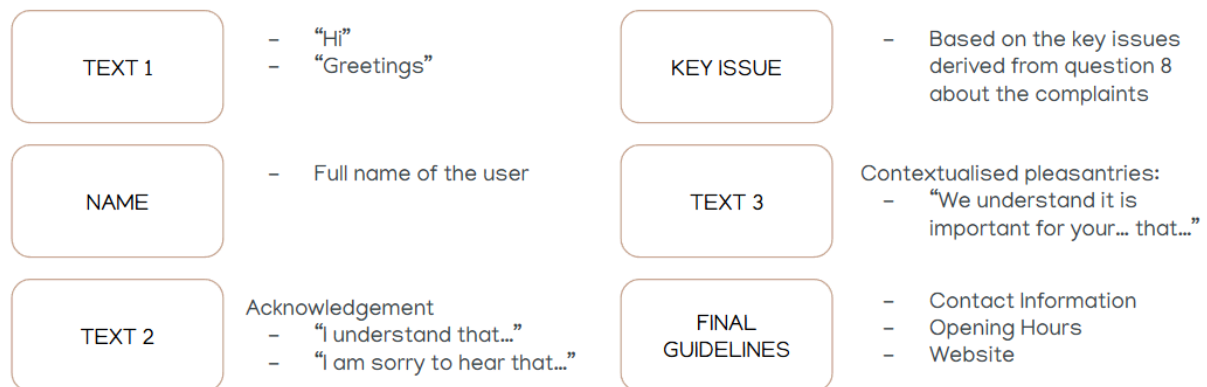 TEXT 1
- “Hi”
- “Greetings”
NAME
- Full name of the user
TEXT 2
Acknowledgement
- “I understand that...”
- “I am sorry to hear that...”
KEY ISSUE
- Based on the key issues
derived from question 8
about the complaints
TEXT 3
Contextualised pleasantries:
- “We understand it is
important for your... that...”
FINAL
GUIDELINES
- Contact Information
- Opening Hours
- Website